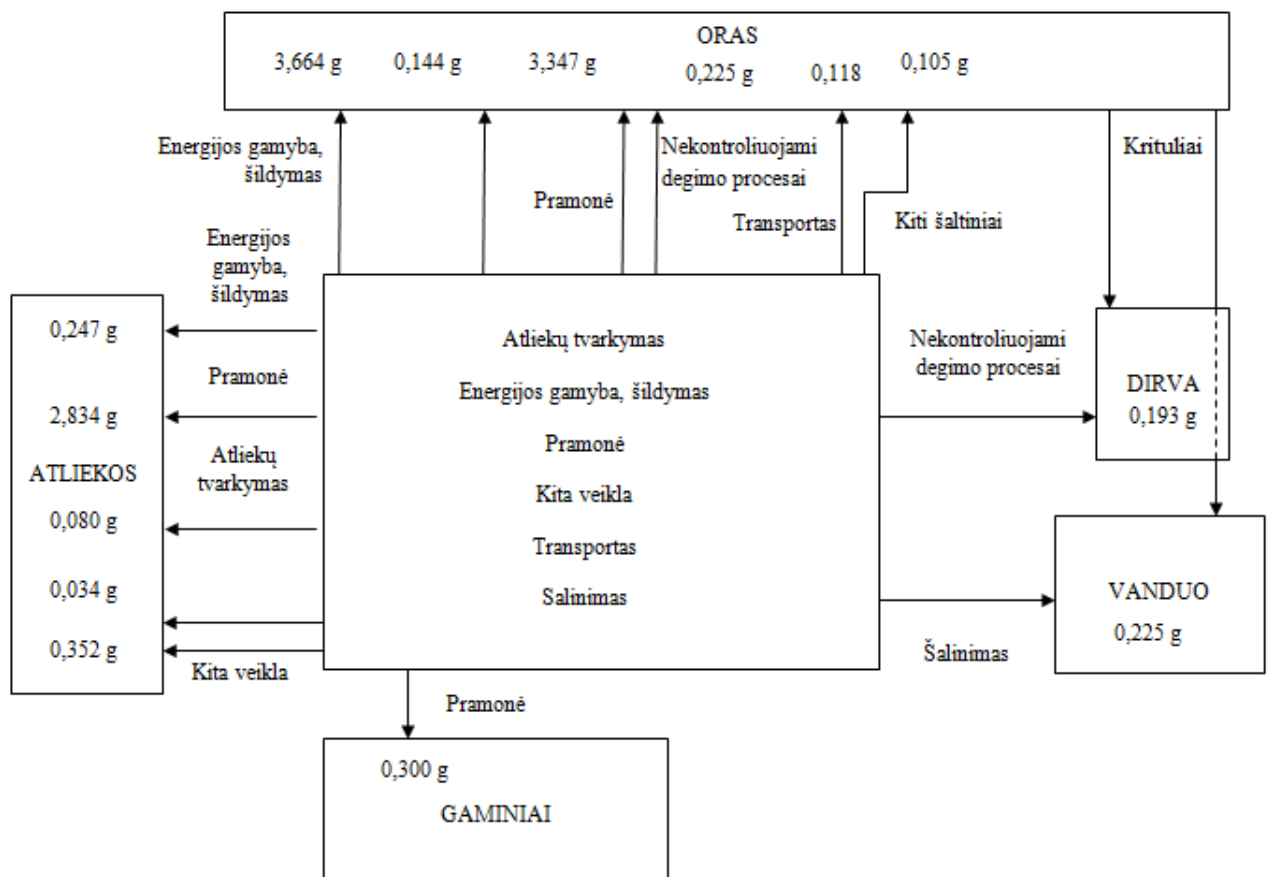 ORAS
3,664 g
0,144 g
3,347 g
0,225 g
0,118
0,105 g
Energijos gamyba,
šildymas
Pramonė
Nekontroliuojami
degimo procesai
Transportas
Kiti šaltiniai
Krituliai
Energijos
gamyba,
šildymas
0,247 g
Pramonė
2,834 g
ATLIEKOS
Atliekų
tvarkymas
0,080 g
0,034 g
0,352 g
Kita veikla
Atliekų tvarkymas
Energijos gamyba, šildymas
Pramonė
Kita veikla
Transportas
Salinimas
Nekontroliuojami
degimo procesai
DIRVA
0,193 g
VANDUO
0,225 g
Šalinimas
Pramonė
0,300 g
GAMINIAI